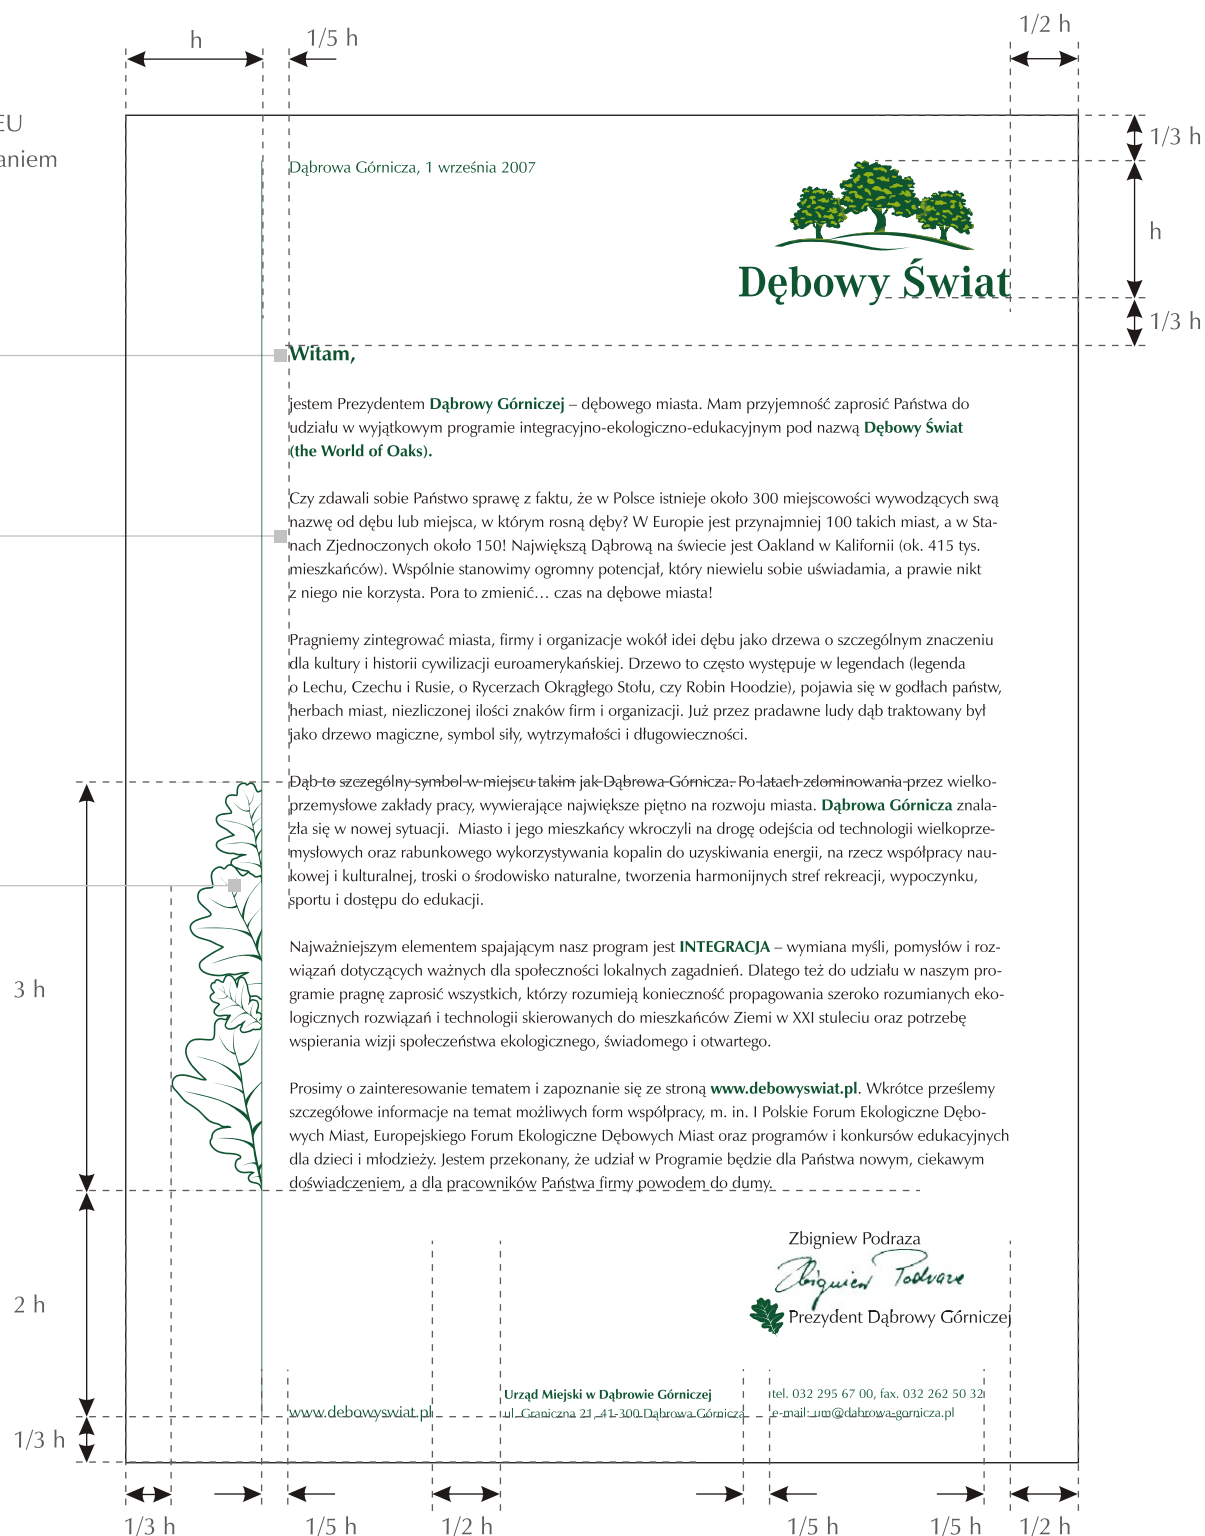 h
1/5 h
1/2 h
EU
aniem
1/3 h
Dąbrowa Górnicza, 1 września 2007
h
Dębowy Świat
1/3 h
Witam,
jestem Prezydentem Dąbrowy Górniczej – dębowego miasta. Mam przyjemność zaprosić Państwa do
udziału w wyjątkowym programie integracyjno-ekologiczno-edukacyjnym pod nazwą Dębowy Świat
(the World of Oaks).
Czy zdawali sobie Państwo sprawę z faktu, że w Polsce istnieje około 300 miejscowości wywodzących swą
nazwę od dębu lub miejsca, w którym rosną dęby? W Europie jest przynajmniej 100 takich miast, a w Sta-
nach Zjednoczonych około 150! Największą Dąbrową na świecie jest Oakland w Kalifornii (ok. 415 tys.
mieszkańców). Wspólnie stanowimy ogromny potencjał, który niewielu sobie uświadamia, a prawie nikt
z niego nie korzysta. Pora to zmienić… czas na dębowe miasta!
Pragniemy zintegrować miasta, firmy i organizacje wokół idei dębu jako drzewa o szczególnym znaczeniu
dla kultury i historii cywilizacji euroamerykańskiej. Drzewo to często występuje w legendach (legenda
o Lechu, Czechu i Rusie, o Rycerzach Okrągłego Stołu, czy Robin Hoodzie), pojawia się w godłach państw,
herbach miast, niezliczonej ilości znaków firm i organizacji. Już przez pradawne ludy dąb traktowany był
jako drzewo magiczne, symbol siły, wytrzymałości i długowieczności.
Dąb to szczególny symbol w miejscu takim jak Dąbrowa Górnicza. Po latach zdominowania przez wielko-
przemysłowe zakłady pracy, wywierające największe piętno na rozwoju miasta. Dąbrowa Górnicza znala-
zła się w nowej sytuacji.  Miasto i jego mieszkańcy wkroczyli na drogę odejścia od technologii wielkoprze-
mysłowych oraz rabunkowego wykorzystywania kopalin do uzyskiwania energii, na rzecz współpracy nau-
kowej i kulturalnej, troski o środowisko naturalne, tworzenia harmonijnych stref rekreacji, wypoczynku,
sportu i dostępu do edukacji.
Najważniejszym elementem spajającym nasz program jest INTEGRACJA – wymiana myśli, pomysłów i roz-
wiązań dotyczących ważnych dla społeczności lokalnych zagadnień. Dlatego też do udziału w naszym pro-
gramie pragnę zaprosić wszystkich, którzy rozumieją konieczność propagowania szeroko rozumianych eko-
logicznych rozwiązań i technologii skierowanych do mieszkańców Ziemi w XXI stuleciu oraz potrzebę
wspierania wizji społeczeństwa ekologicznego, świadomego i otwartego.
3 h
Prosimy o zainteresowanie tematem i zapoznanie się ze stroną www.debowyswiat.pl. Wkrótce prześlemy
szczegółowe informacje na temat możliwych form współpracy, m. in. I Polskie Forum Ekologiczne Dębo-
wych Miast, Europejskiego Forum Ekologiczne Dębowych Miast oraz programów i konkursów edukacyjnych
dla dzieci i młodzieży. Jestem przekonany, że udział w Programie będzie dla Państwa nowym, ciekawym
doświadczeniem, a dla pracowników Państwa firmy powodem do dumy.
Zbigniew Podraza
Zbigniew Podraza
Prezydent Dąbrowy Górniczej
2 h
www.debowyswiat.pl
Urząd Miejski w Dąbrowie Górniczej
ul. Graniczna 21, 41-300 Dąbrowa Górnicza
tel. 032 295 67 00, fax. 032 262 50 32
e-mail: um@dabrowa-gornicza.pl
1/3 h
1/3 h
1/5 h
1/2 h
1/5 h
1/5 h
1/2 h